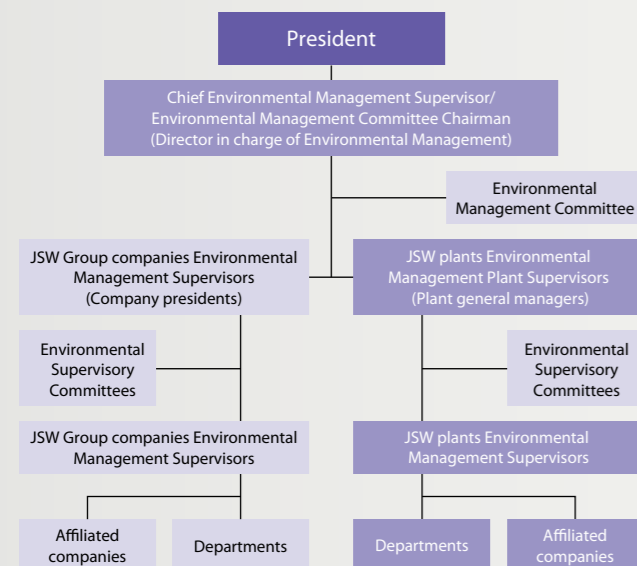 President
Chief Environmental Management Supervisor/
Environmental Management Committee Chairman
(Director in charge of Environmental Management)
Environmental
Management Committee
JSW Group companies Environmental
Management Supervisors
(Company presidents)
JSW plants Environmental
Management Plant Supervisors
(Plant general managers)
Environmental
Supervisory
Committees
Environmental
Supervisory
Committees
JSW Group companies Environmental
Management Supervisors
JSW plants Environmental
Management Supervisors
Affiliated
companies
Departments
Departments
Affiliated
companies